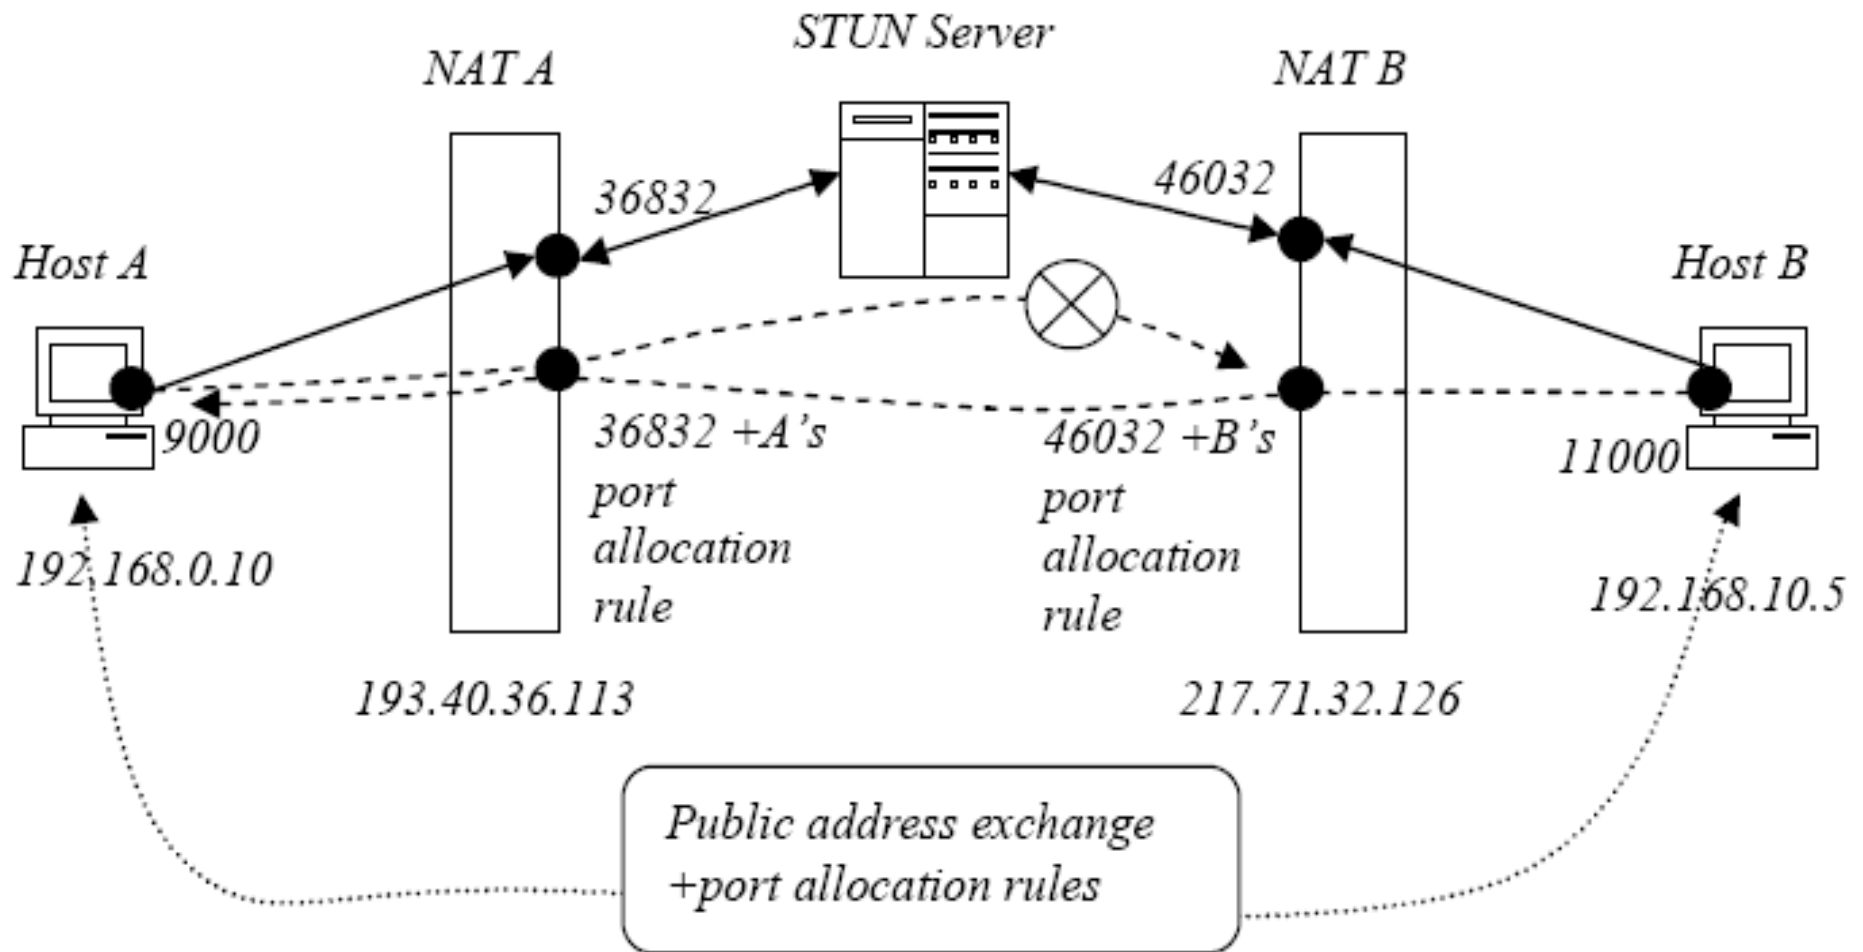 STUN Server
NAT A
NAT B
36832
46032
Host A
Host B
9000
36832 +A's
port
allocation
rule
46032 +B's
port
allocation
rule
11000
192.168.0.10
192.168.10.5
193.40.36.113
217.71.32.126
Public address exchange
+port allocation rules